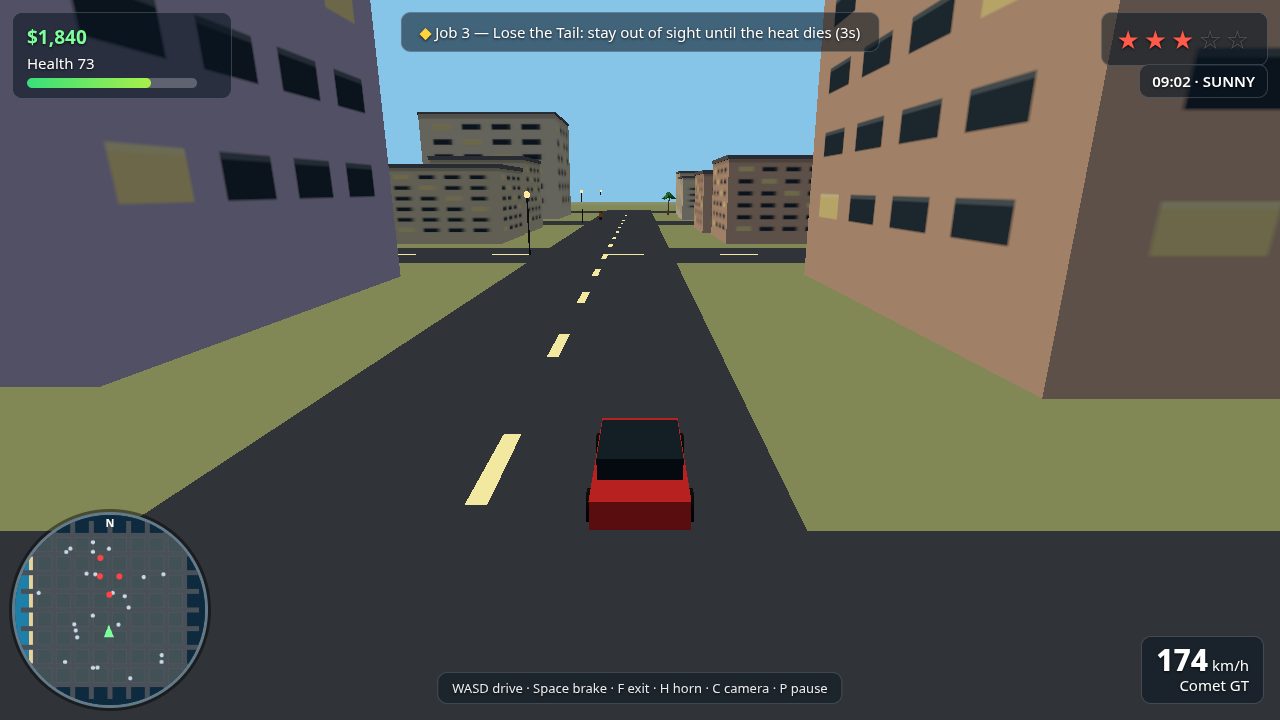 $1,840
Health 73
◆ Job 3 — Lose the Tail: stay out of sight until the heat dies (3s)
★★★☆☆
09:02 · SUNNY
N
174 km/h
Comet GT
WASD drive · Space brake · F exit · H horn · C camera · P pause